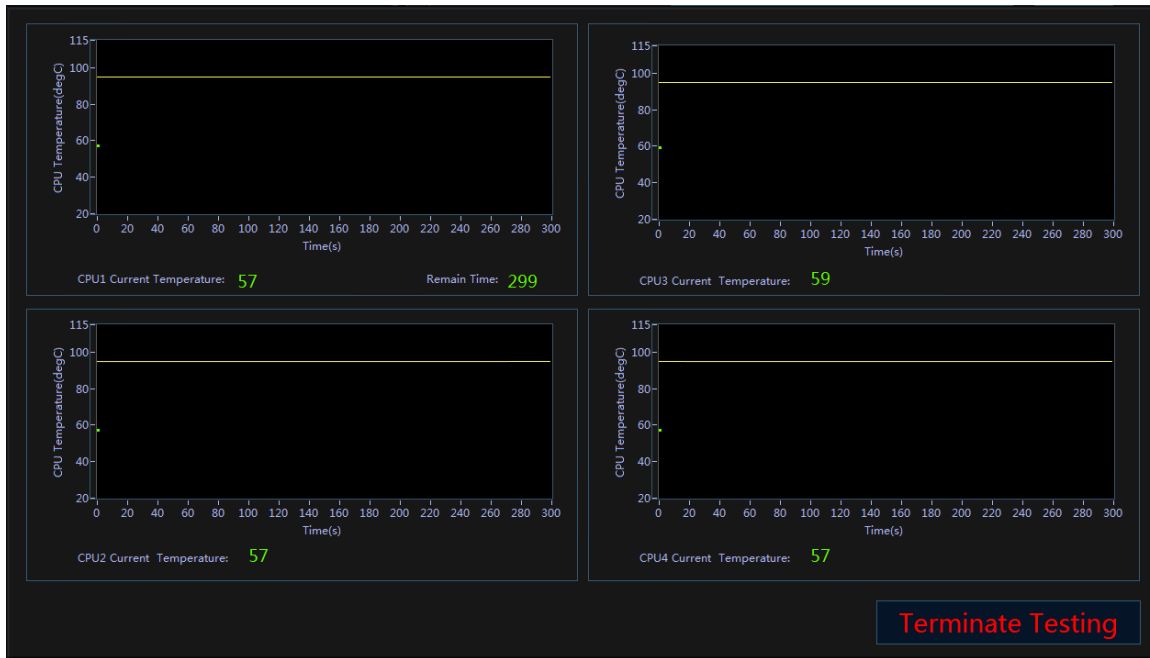 115
100
80
60
40
20
CPU Temperature(degC)
0 20 40 60 80 100 120 140 160 180 200 220 240 260 280 300
Time(s)
CPU1 Current Temperature: 57 Remain Time: 299
115
100
80
60
40
20
CPU Temperature(degC)
0 20 40 60 80 100 120 140 160 180 200 220 240 260 280 300
Time(s)
CPU3 Current Temperature: 59
115
100
80
60
40
20
CPU Temperature(degC)
0 20 40 60 80 100 120 140 160 180 200 220 240 260 280 300
Time(s)
CPU2 Current Temperature: 57
115
100
80
60
40
20
CPU Temperature(degC)
0 20 40 60 80 100 120 140 160 180 200 220 240 260 280 300
Time(s)
CPU4 Current Temperature: 57
Terminate Testing